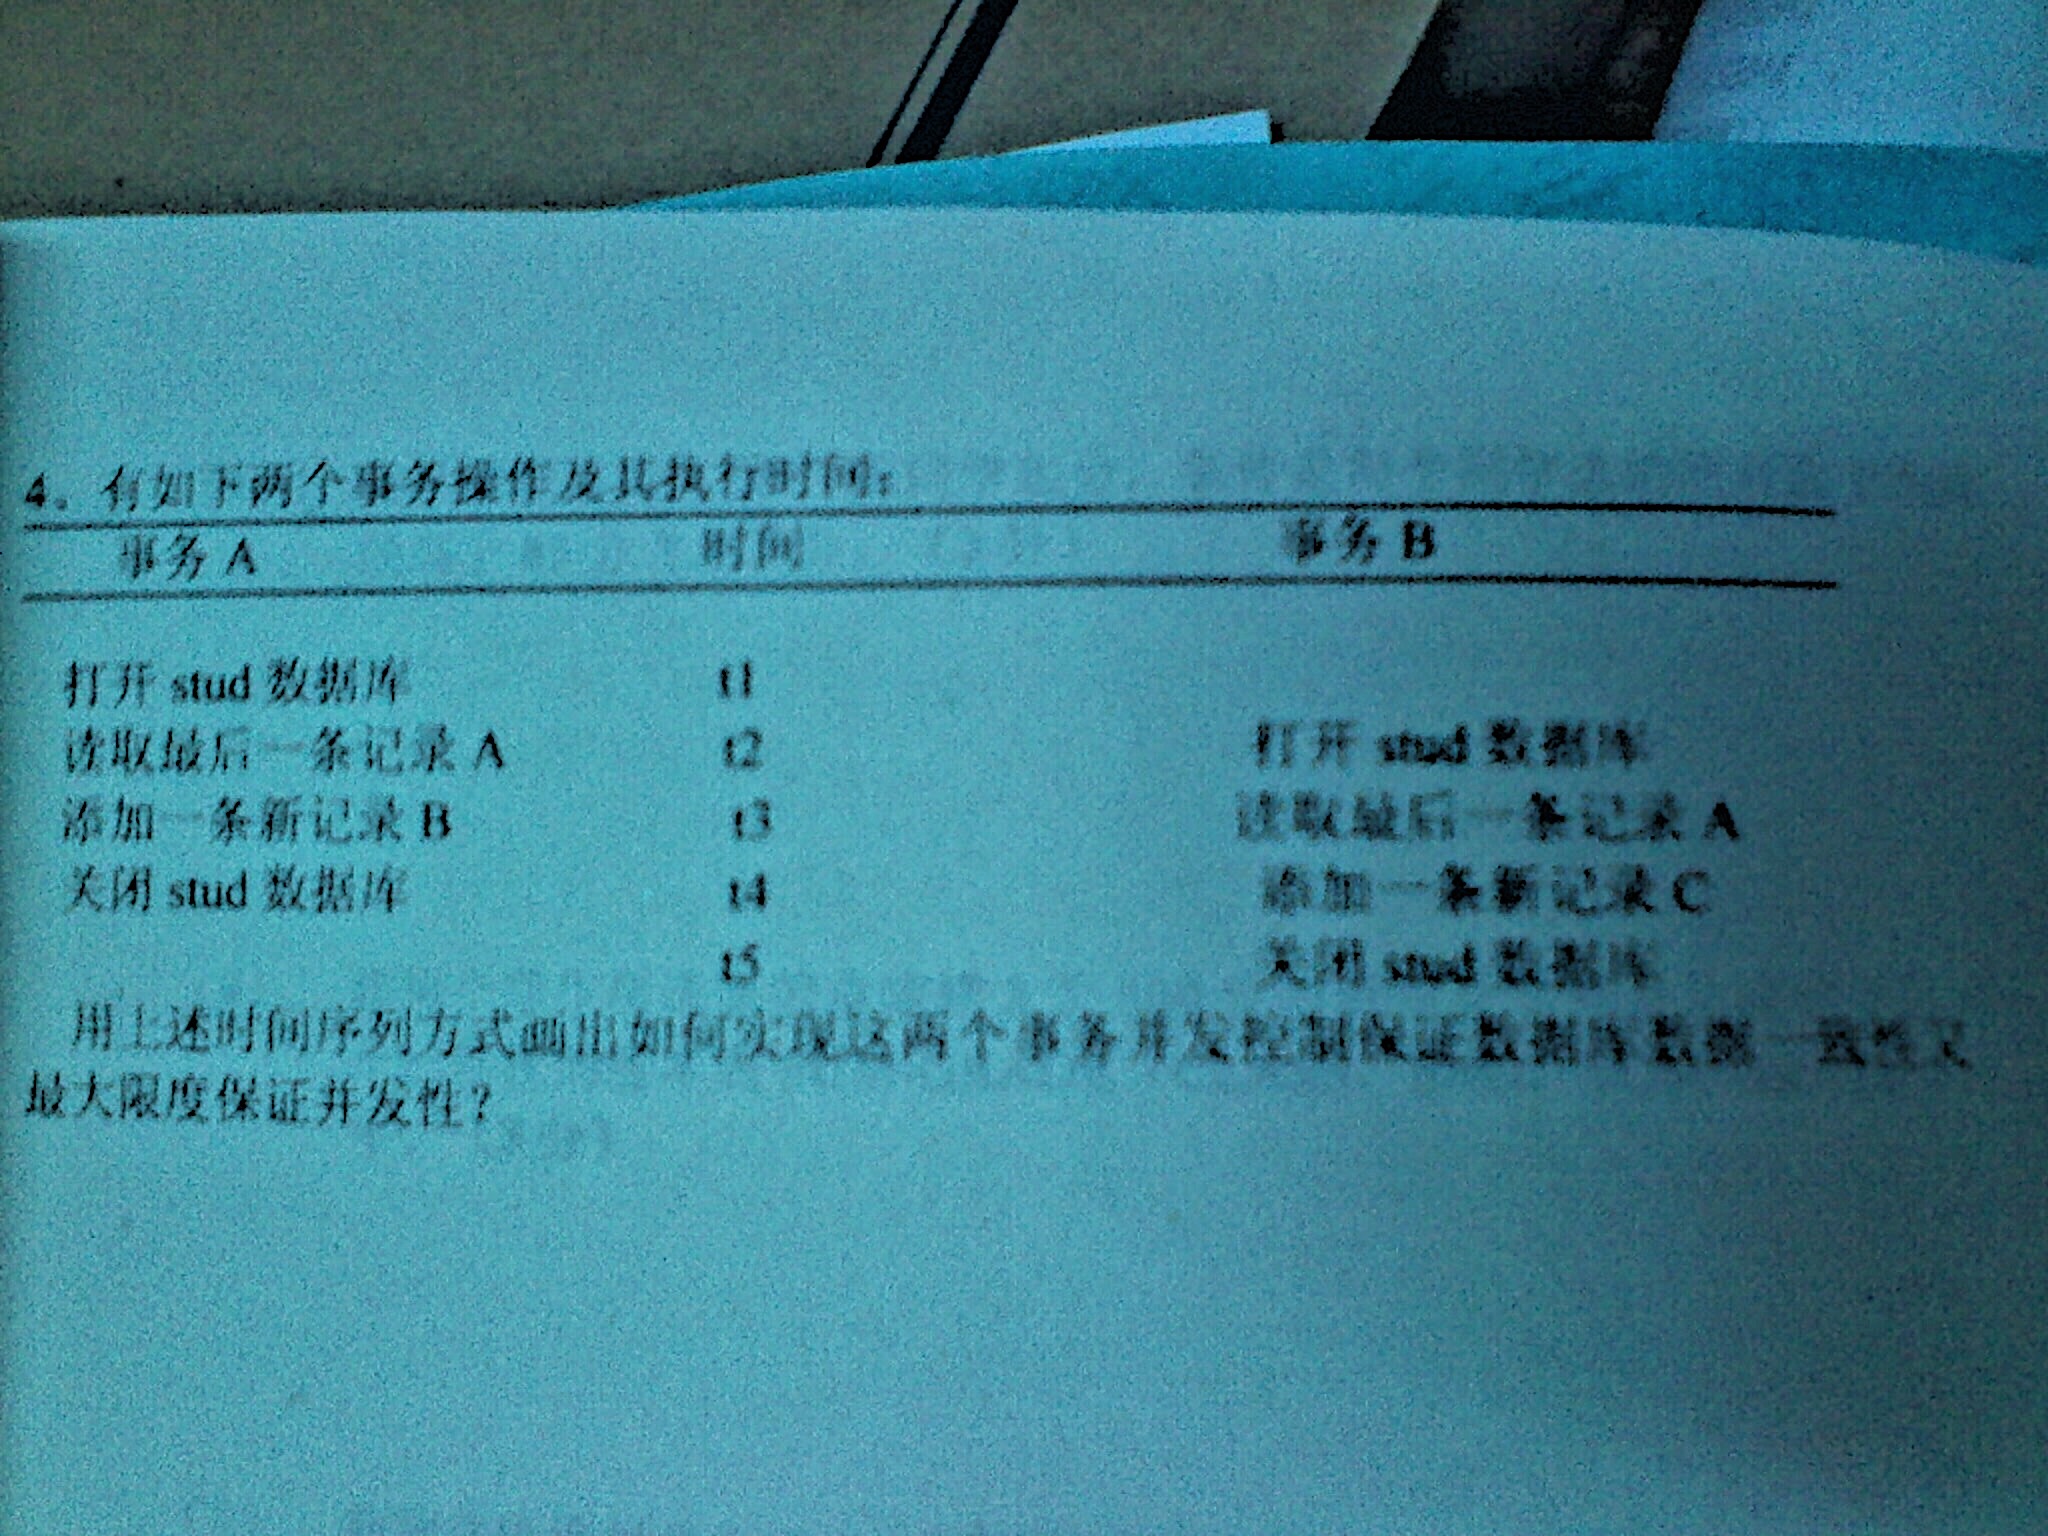 4、有如下两个事务操作及其执行时间：
事务 A 时间 事务 B
打开 stud 数据库 t1
读取最后一条记录 A t2 打开 stud 数据库
添加一条新记录 B t3 读取最后一条记录 A
关闭 stud 数据库 t4 添加一条新记录 C
t5 关闭 stud 数据库
用上述时间序列方式画出如何实现这两个事务并发控制保证数据库数据一致性又
最大限度保证并发性？